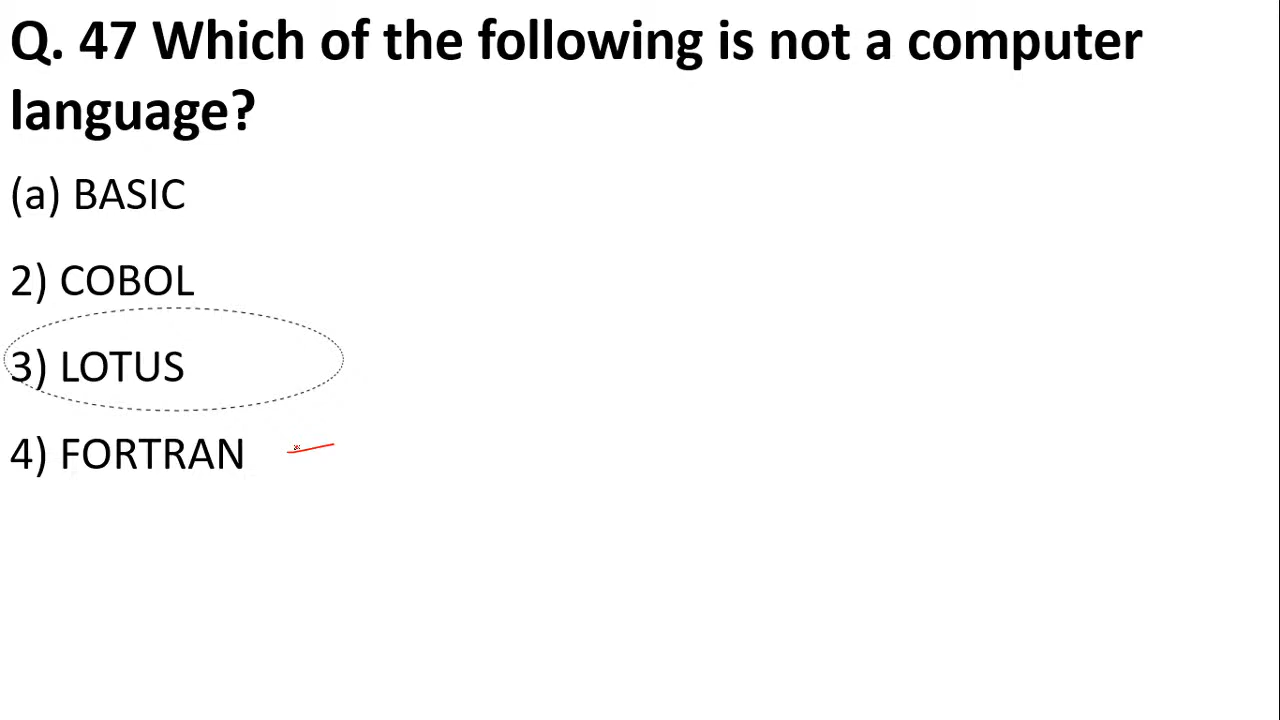 Q. 47 Which of the following is not a computer
language?
(a) BASIC
2) COBOL
3) LOTUS
4) FORTRAN